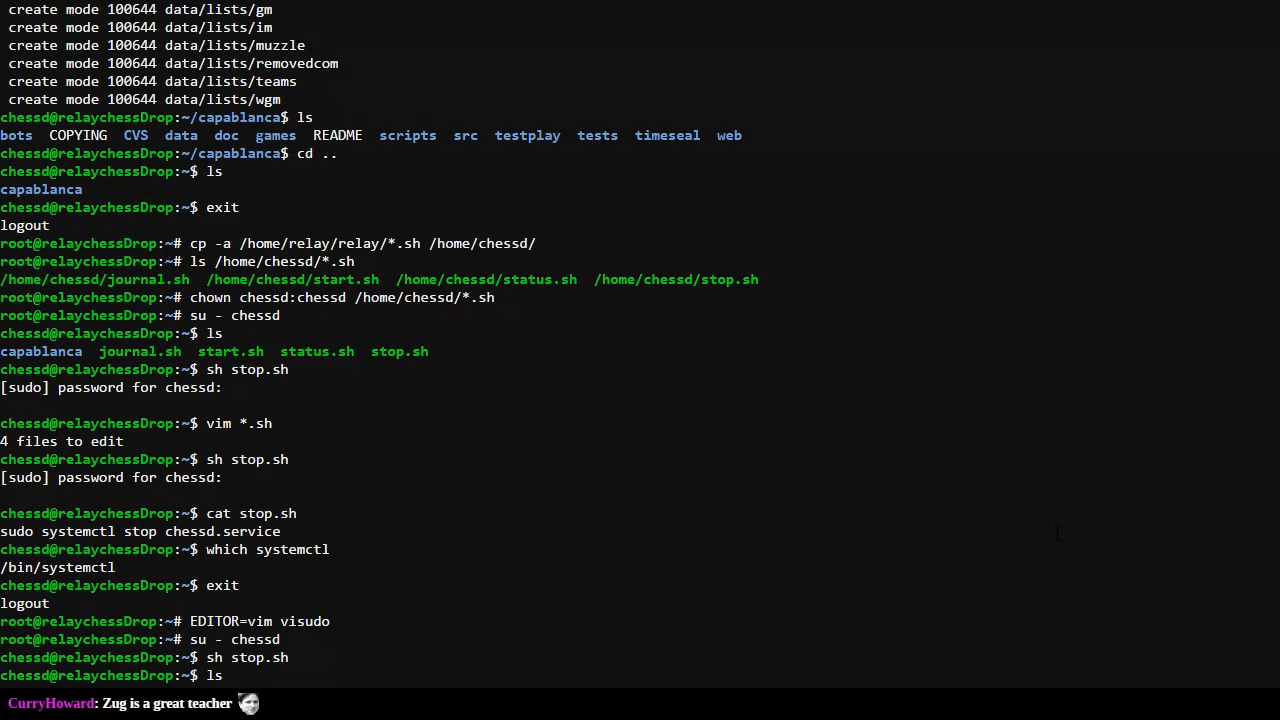 create mode 100644 data/lists/gm
create mode 100644 data/lists/im
create mode 100644 data/lists/muzzle
create mode 100644 data/lists/removedcom
create mode 100644 data/lists/teams
create mode 100644 data/lists/wgm
chessd@relaychessDrop:~/capablanca$ ls
bots COPYING CVS data doc games README scripts src testplay tests timeseal web
chessd@relaychessDrop:~/capablanca$ cd ..
chessd@relaychessDrop:~$ ls
capablanca
chessd@relaychessDrop:~$ exit
logout
root@relaychessDrop:~# cp -a /home/relay/relay/*.sh /home/chessd/
root@relaychessDrop:~# ls /home/chessd/*.sh
/home/chessd/journal.sh /home/chessd/start.sh /home/chessd/status.sh /home/chessd/stop.sh
root@relaychessDrop:~# chown chessd:chessd /home/chessd/*.sh
root@relaychessDrop:~# su - chessd
chessd@relaychessDrop:~$ ls
capablanca journal.sh start.sh status.sh stop.sh
chessd@relaychessDrop:~$ sh stop.sh
[sudo] password for chessd:
chessd@relaychessDrop:~$ vim *.sh
4 files to edit
chessd@relaychessDrop:~$ sh stop.sh
[sudo] password for chessd:
chessd@relaychessDrop:~$ cat stop.sh
sudo systemctl stop chessd.service
chessd@relaychessDrop:~$ which systemctl
/bin/systemctl
chessd@relaychessDrop:~$ exit
logout
root@relaychessDrop:~# EDITOR=vim visudo
root@relaychessDrop:~# su - chessd
chessd@relaychessDrop:~$ sh stop.sh
chessd@relaychessDrop:~$ ls
CurryHoward: Zug is a great teacher